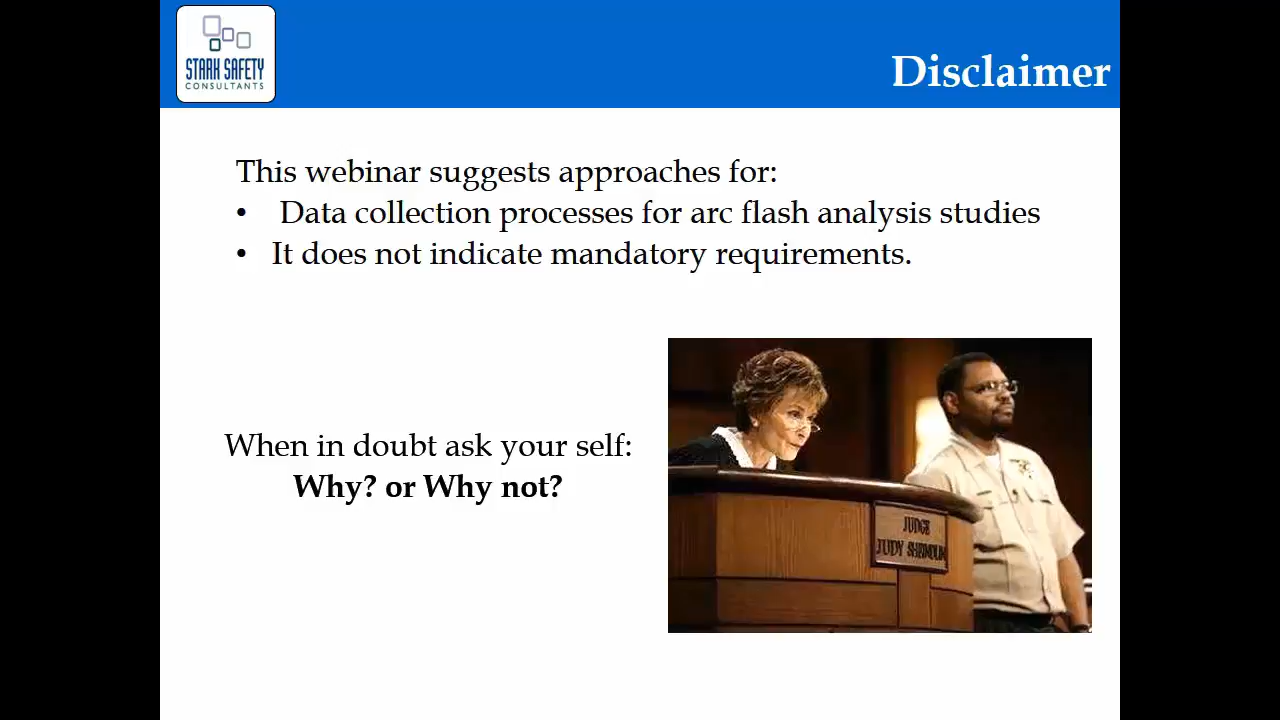 STARK SAFETY
CONSULTANTS
Disclaimer
This webinar suggests approaches for:
• Data collection processes for arc flash analysis studies
• It does not indicate mandatory requirements.
When in doubt ask your self:
Why? or Why not?
JUDGE
JUDY SHEINDLIN